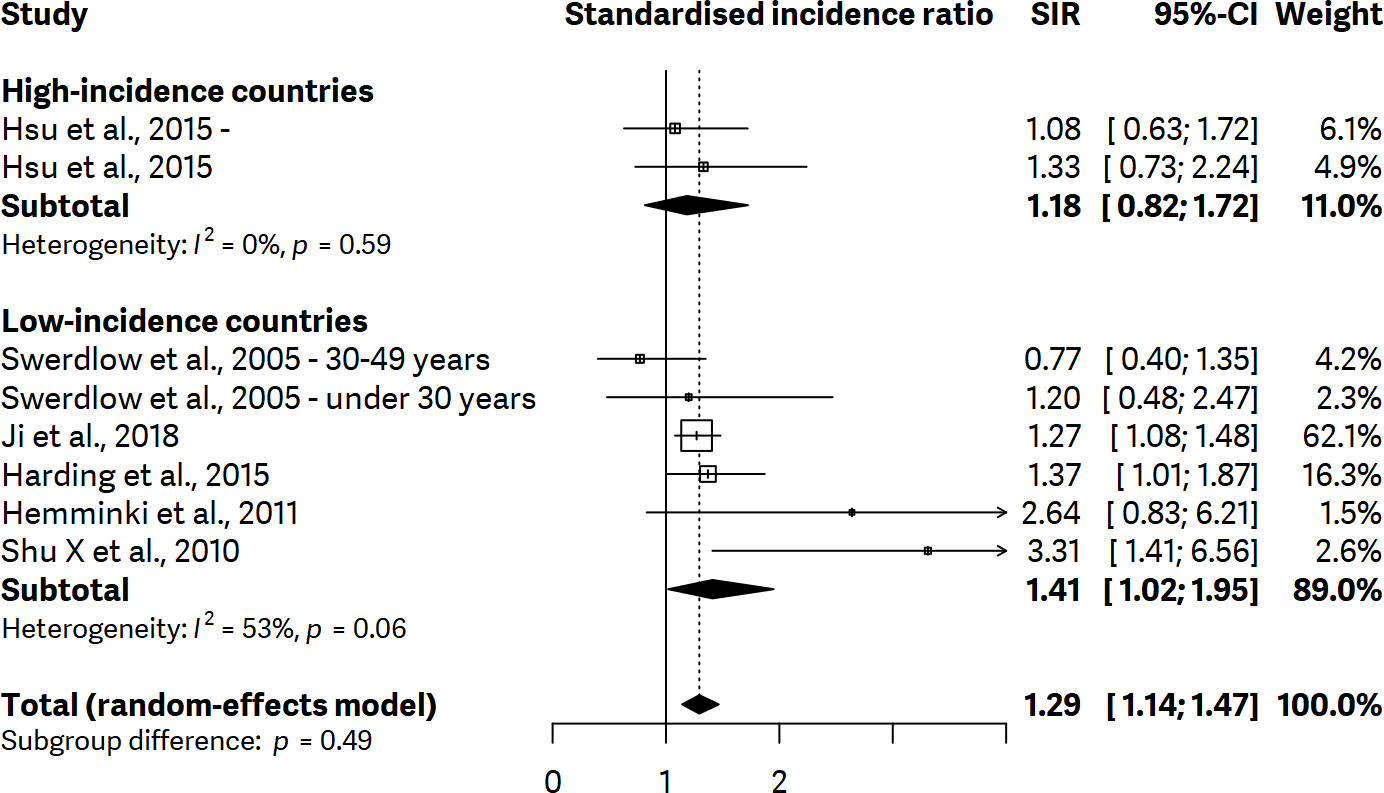 Study Standardised incidence ratio SIR 95%-CI Weight
High-incidence countries
Hsu et al., 2015 - 1.08 [ 0.63; 1.72] 6.1%
Hsu et al., 2015 1.33 [ 0.73; 2.24] 4.9%
Subtotal 1.18 [ 0.82; 1.72] 11.0%
Heterogeneity: I² = 0%, p = 0.59
Low-incidence countries
Swerdlow et al., 2005 - 30-49 years 0.77 [ 0.40; 1.35] 4.2%
Swerdlow et al., 2005 - under 30 years 1.20 [ 0.48; 2.47] 2.3%
Ji et al., 2018 1.27 [ 1.08; 1.48] 62.1%
Harding et al., 2015 1.37 [ 1.01; 1.87] 16.3%
Hemminki et al., 2011 2.64 [ 0.83; 6.21] 1.5%
Shu X et al., 2010 3.31 [ 1.41; 6.56] 2.6%
Subtotal 1.41 [ 1.02; 1.95] 89.0%
Heterogeneity: I² = 53%, p = 0.06
Total (random-effects model) 1.29 [ 1.14; 1.47] 100.0%
Subgroup difference: p = 0.49
0 1 2